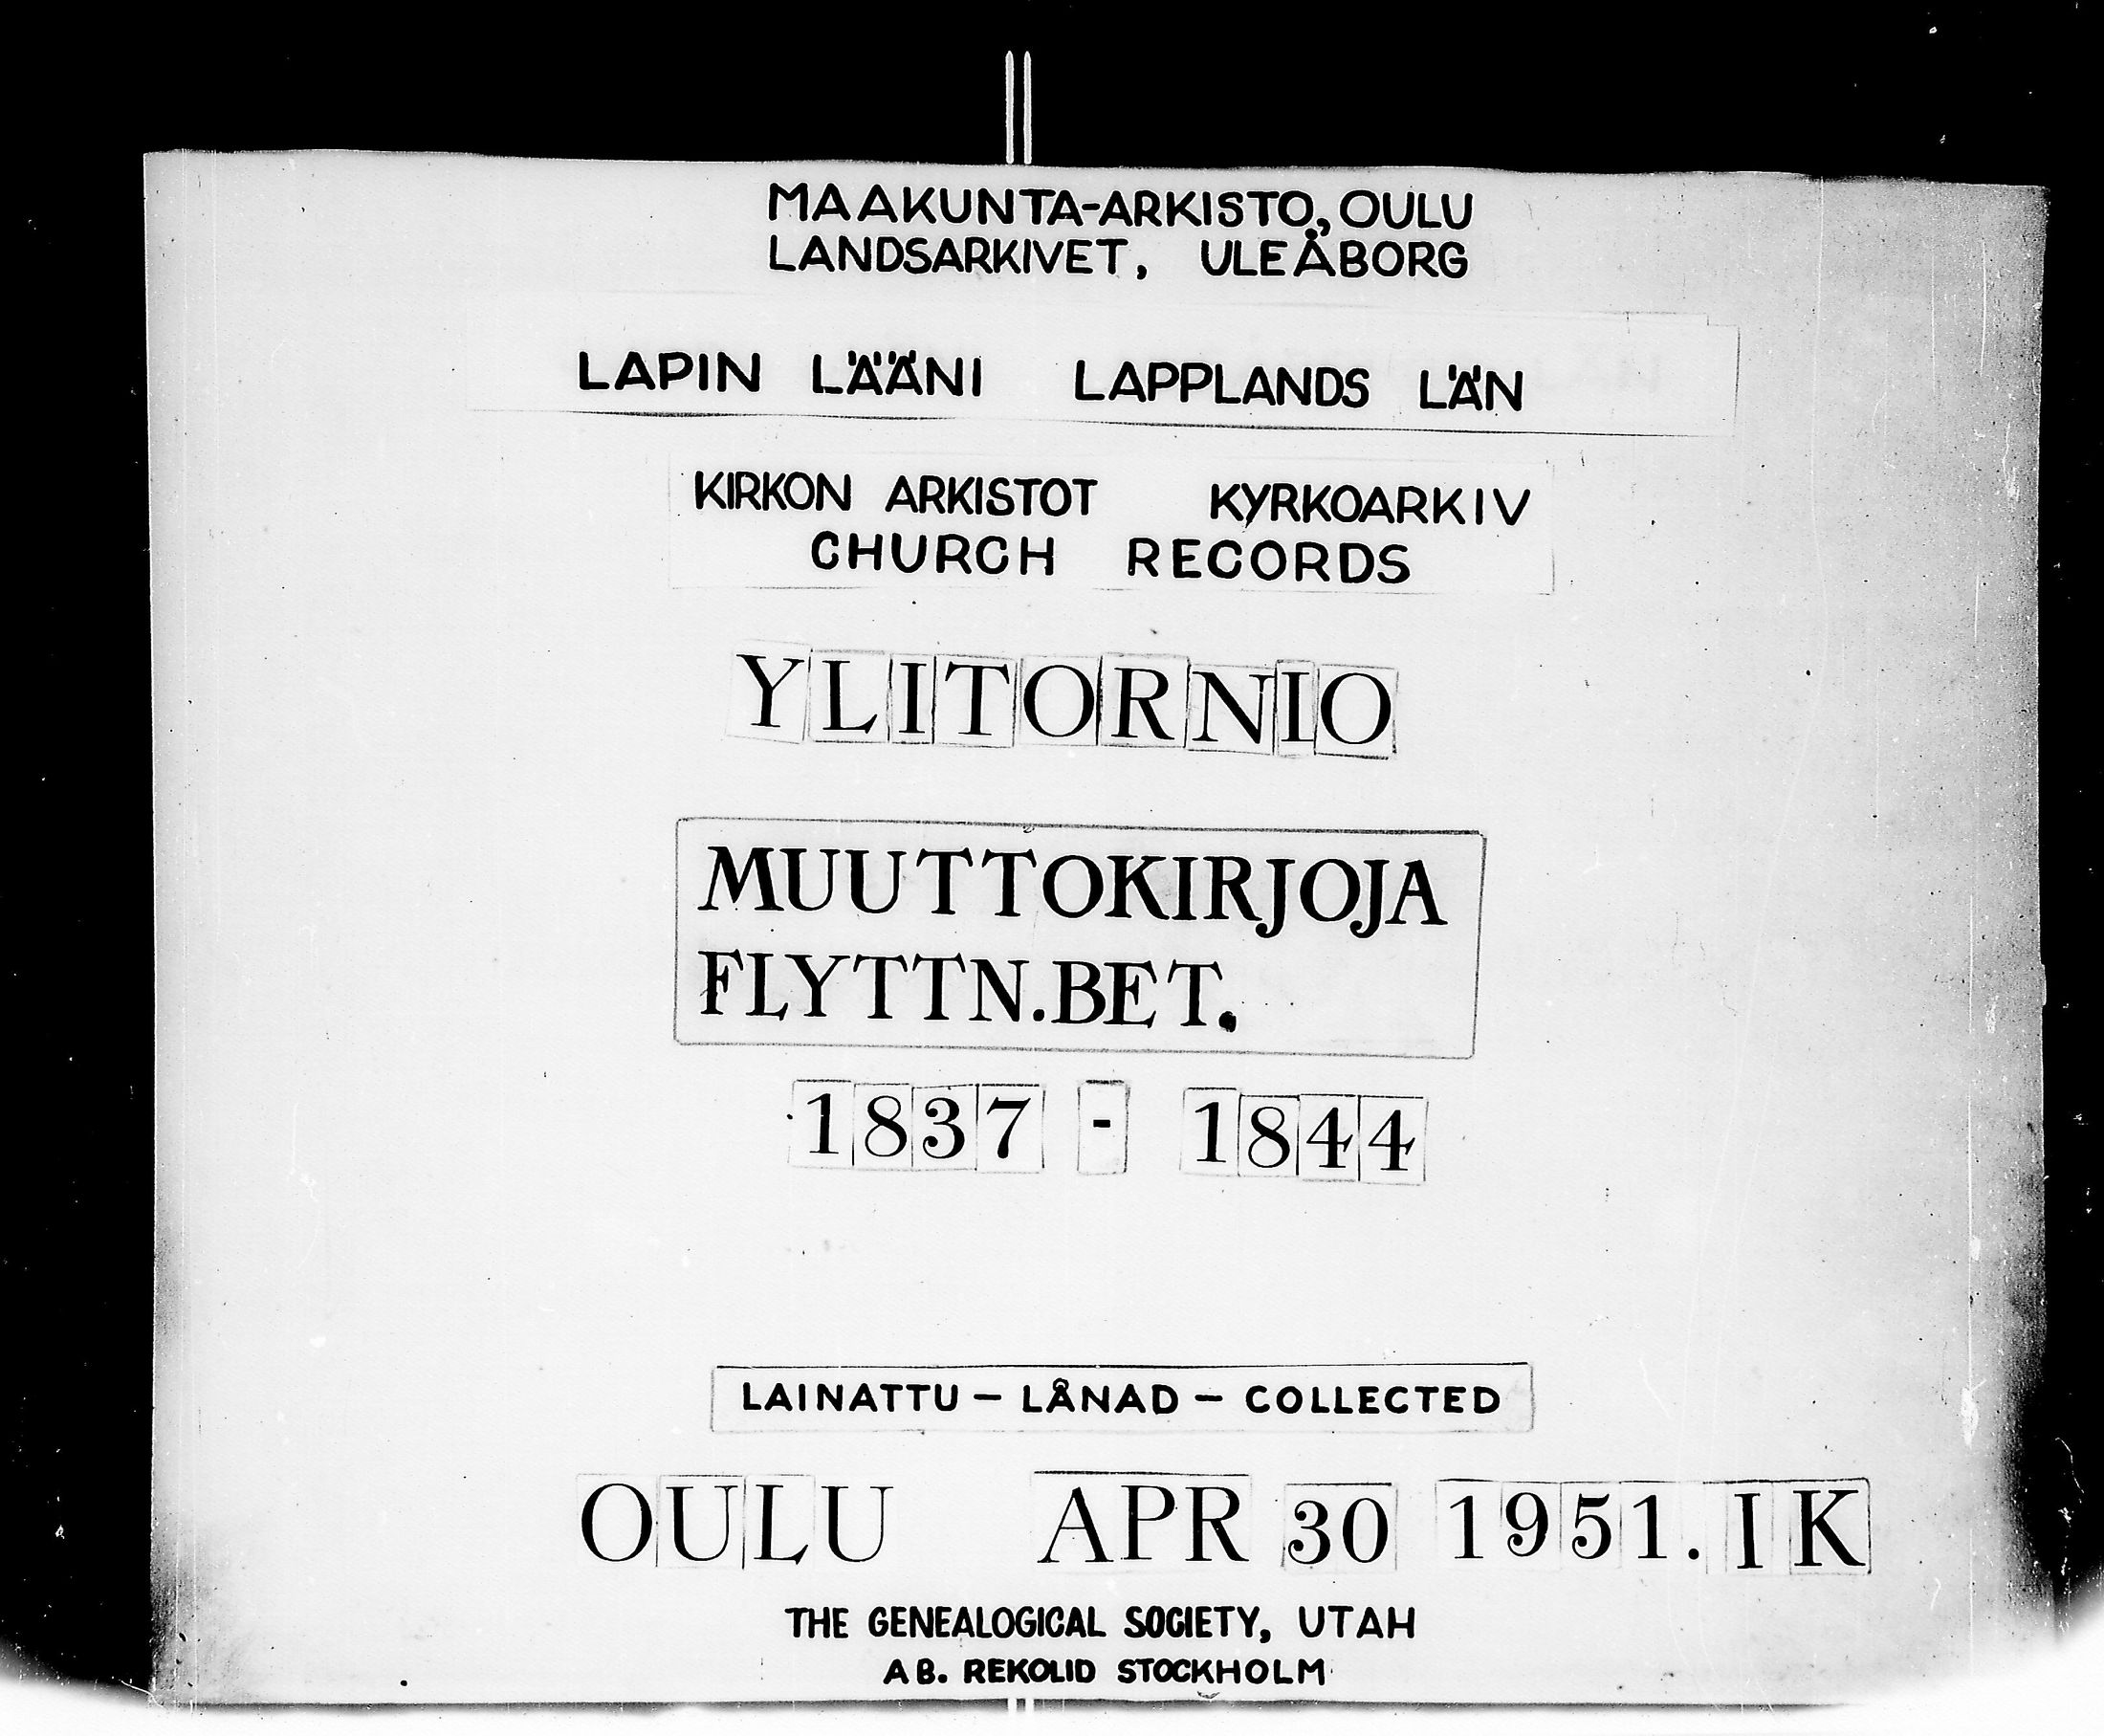 MAAKUNTA-ARKISTO, OULU
LANDSARKIVET, ULEÅBORG
LAPIN LÄÄNI LAPPLANDS LÄN
KIRKON ARKISTOT KYRKOARKIV
CHURCH RECORDS
YLITORNIO
MUUTTOKIRJOJA
FLYTTN.BET.
1837 - 1844
LAINATTU – LÅNAD – COLLECTED
OULU APR 30 1951. I K
THE GENEALOGICAL SOCIETY, UTAH
AB. REKOLID STOCKHOLM